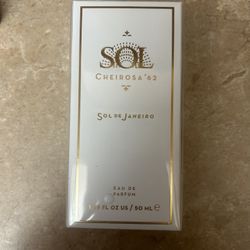 SOL
CHEIROSA '62
SOL DE JANEIRO
EAU DE
PARFUM
FL OZ US / 50 ML ℮